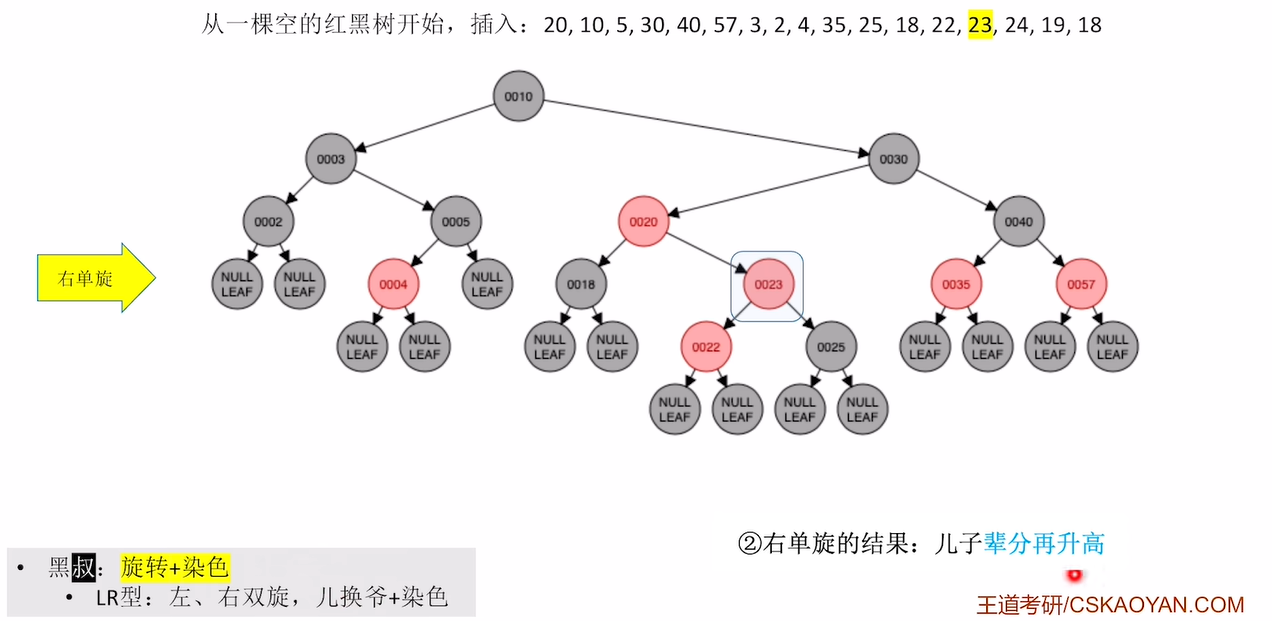 从一棵空的红黑树开始，插入：20, 10, 5, 30, 40, 57, 3, 2, 4, 35, 25, 18, 22, 23, 24, 19, 18
0010
0003
0030
0002
0005
0020
0040
右单旋
NULL LEAF
NULL LEAF
0004
NULL LEAF
0018
0023
0035
0057
NULL LEAF
NULL LEAF
NULL LEAF
NULL LEAF
0022
0025
NULL LEAF
NULL LEAF
NULL LEAF
NULL LEAF
NULL LEAF
NULL LEAF
NULL LEAF
NULL LEAF
②右单旋的结果：儿子辈分再升高
• 黑叔：旋转+染色
• LR型：左、右双旋，儿换爷+染色
王道考研/CSKAOYAN.COM